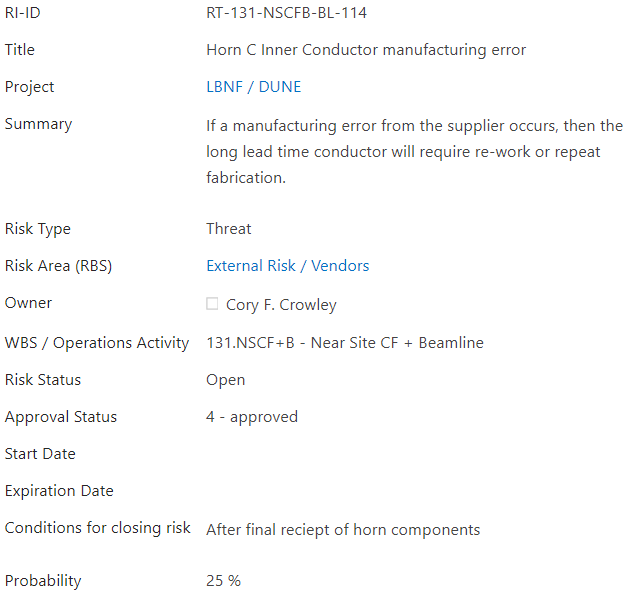 RI-ID RT-131-NSCFB-BL-114
Title Horn C Inner Conductor manufacturing error
Project LBNF / DUNE
Summary If a manufacturing error from the supplier occurs, then the
long lead time conductor will require re-work or repeat
fabrication.
Risk Type Threat
Risk Area (RBS) External Risk / Vendors
Owner Cory F. Crowley
WBS / Operations Activity 131.NSCF+B - Near Site CF + Beamline
Risk Status Open
Approval Status 4 - approved
Start Date
Expiration Date
Conditions for closing risk After final reciept of horn components
Probability 25 %